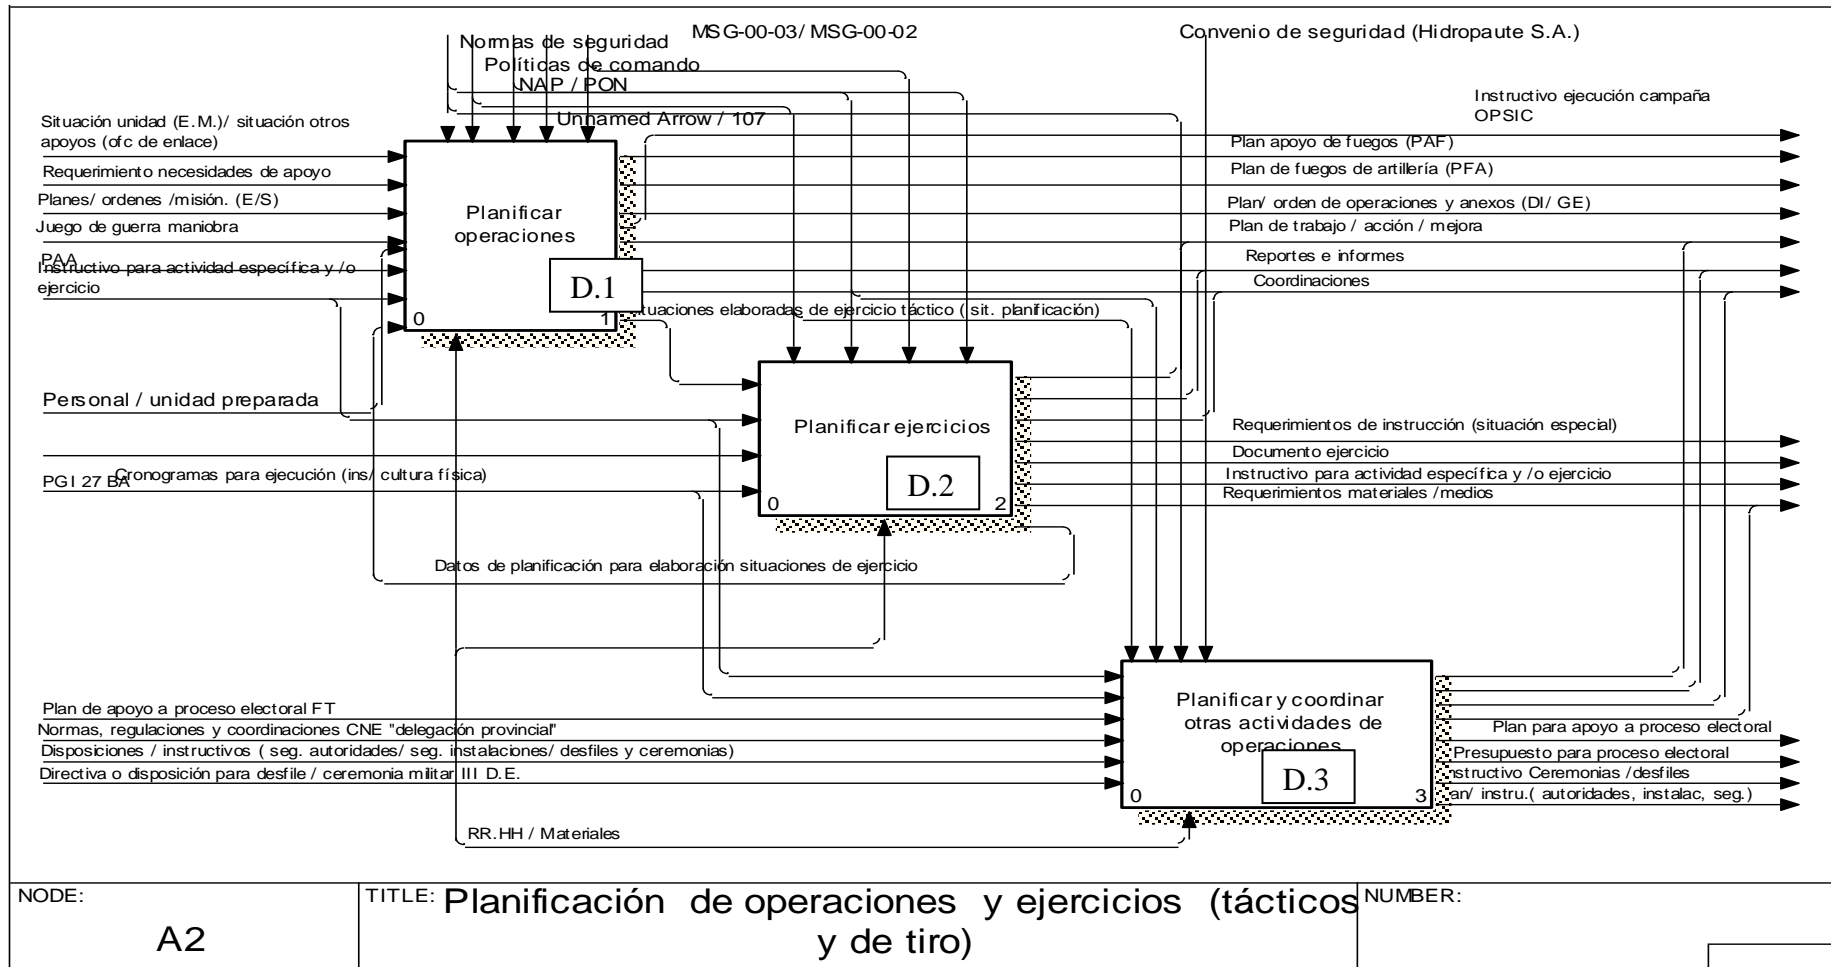 Normas de seguridad
MSG-00-03/ MSG-00-02
Convenio de seguridad (Hidropaute S.A.)
Políticas de comando
NAP / PON
Unnamed Arrow / 107
Instructivo ejecución campaña
OPSIC
Situación unidad (E.M.)/ situación otros
apoyos (ofc de enlace)
Requerimiento necesidades de apoyo
Planes/ ordenes /misión. (E/S)
Juego de guerra maniobra
PAA
Instructivo para actividad específica y /o
ejercicio
Planificar
operaciones
D.1
0
1
Plan apoyo de fuegos (PAF)
Plan de fuegos de artillería (PFA)
Plan/ orden de operaciones y anexos (DI/ GE)
Plan de trabajo / acción / mejora
Reportes e informes
Coordinaciones
ituaciones elaboradas de ejercicio táctico ( sit. planificación)
Personal / unidad preparada
Cronogramas para ejecución (ins/ cultura física)
PGI 27 BA
Planificar ejercicios
D.2
0
2
Requerimientos de instrucción (situación especial)
Documento ejercicio
Instructivo para actividad específica y /o ejercicio
Requerimientos materiales /medios
Datos de planificación para elaboración situaciones de ejercicio
Plan de apoyo a proceso electoral FT
Normas, regulaciones y coordinaciones CNE "delegación provincial"
Disposiciones / instructivos ( seg. autoridades/ seg. instalaciones/ desfiles y ceremonias)
Directiva o disposición para desfile / ceremonia militar III D.E.
Planificar y coordinar
otras actividades de
operaciones
D.3
0
3
Plan para apoyo a proceso electoral
Presupuesto para proceso electoral
nstructivo Ceremonias /desfiles
an/ instru.( autoridades, instalac, seg.)
RR.HH / Materiales
NODE:
A2
TITLE: Planificación de operaciones y ejercicios (tácticos
y de tiro)
NUMBER: